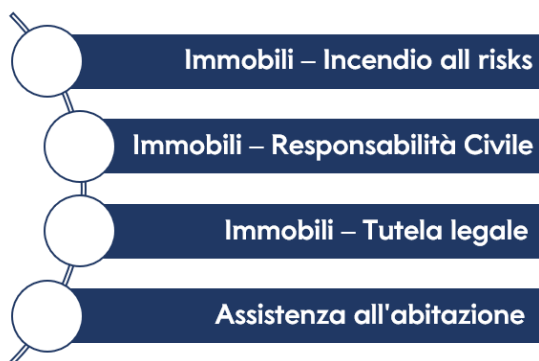 Immobili – Incendio all risks
Immobili – Responsabilità Civile
Immobili – Tutela legale
Assistenza all'abitazione